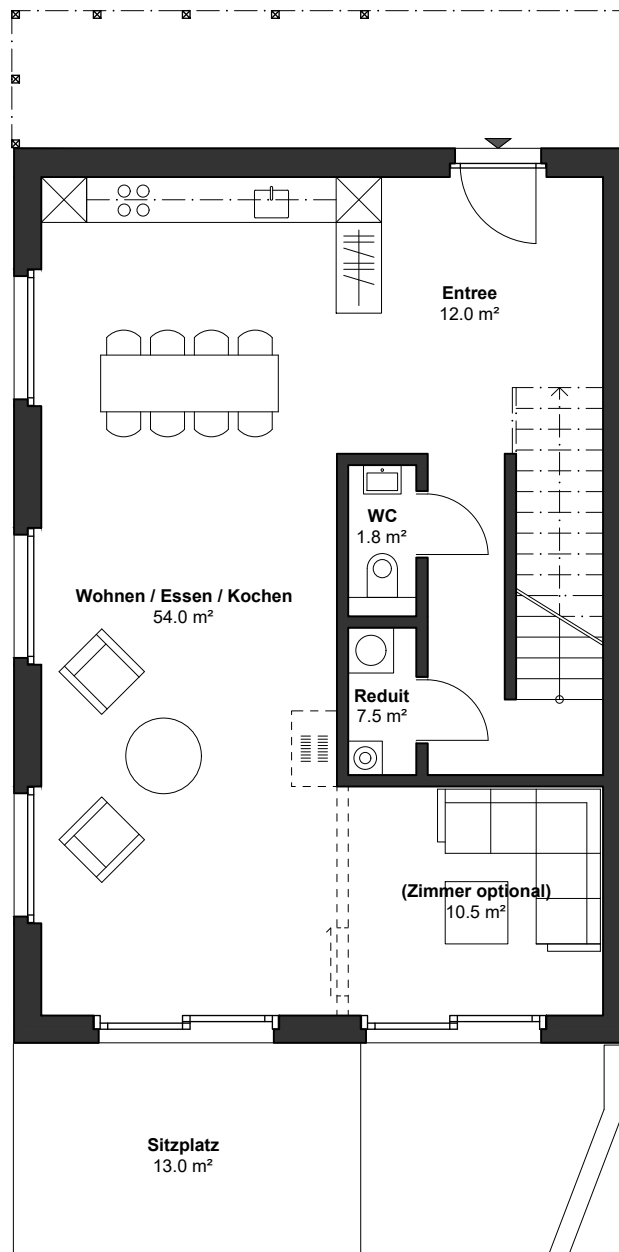 Entree
12.0 m²
WC
1.8 m²
Wohnen / Essen / Kochen
54.0 m²
Reduit
7.5 m²
(Zimmer optional)
10.5 m²
Sitzplatz
13.0 m²